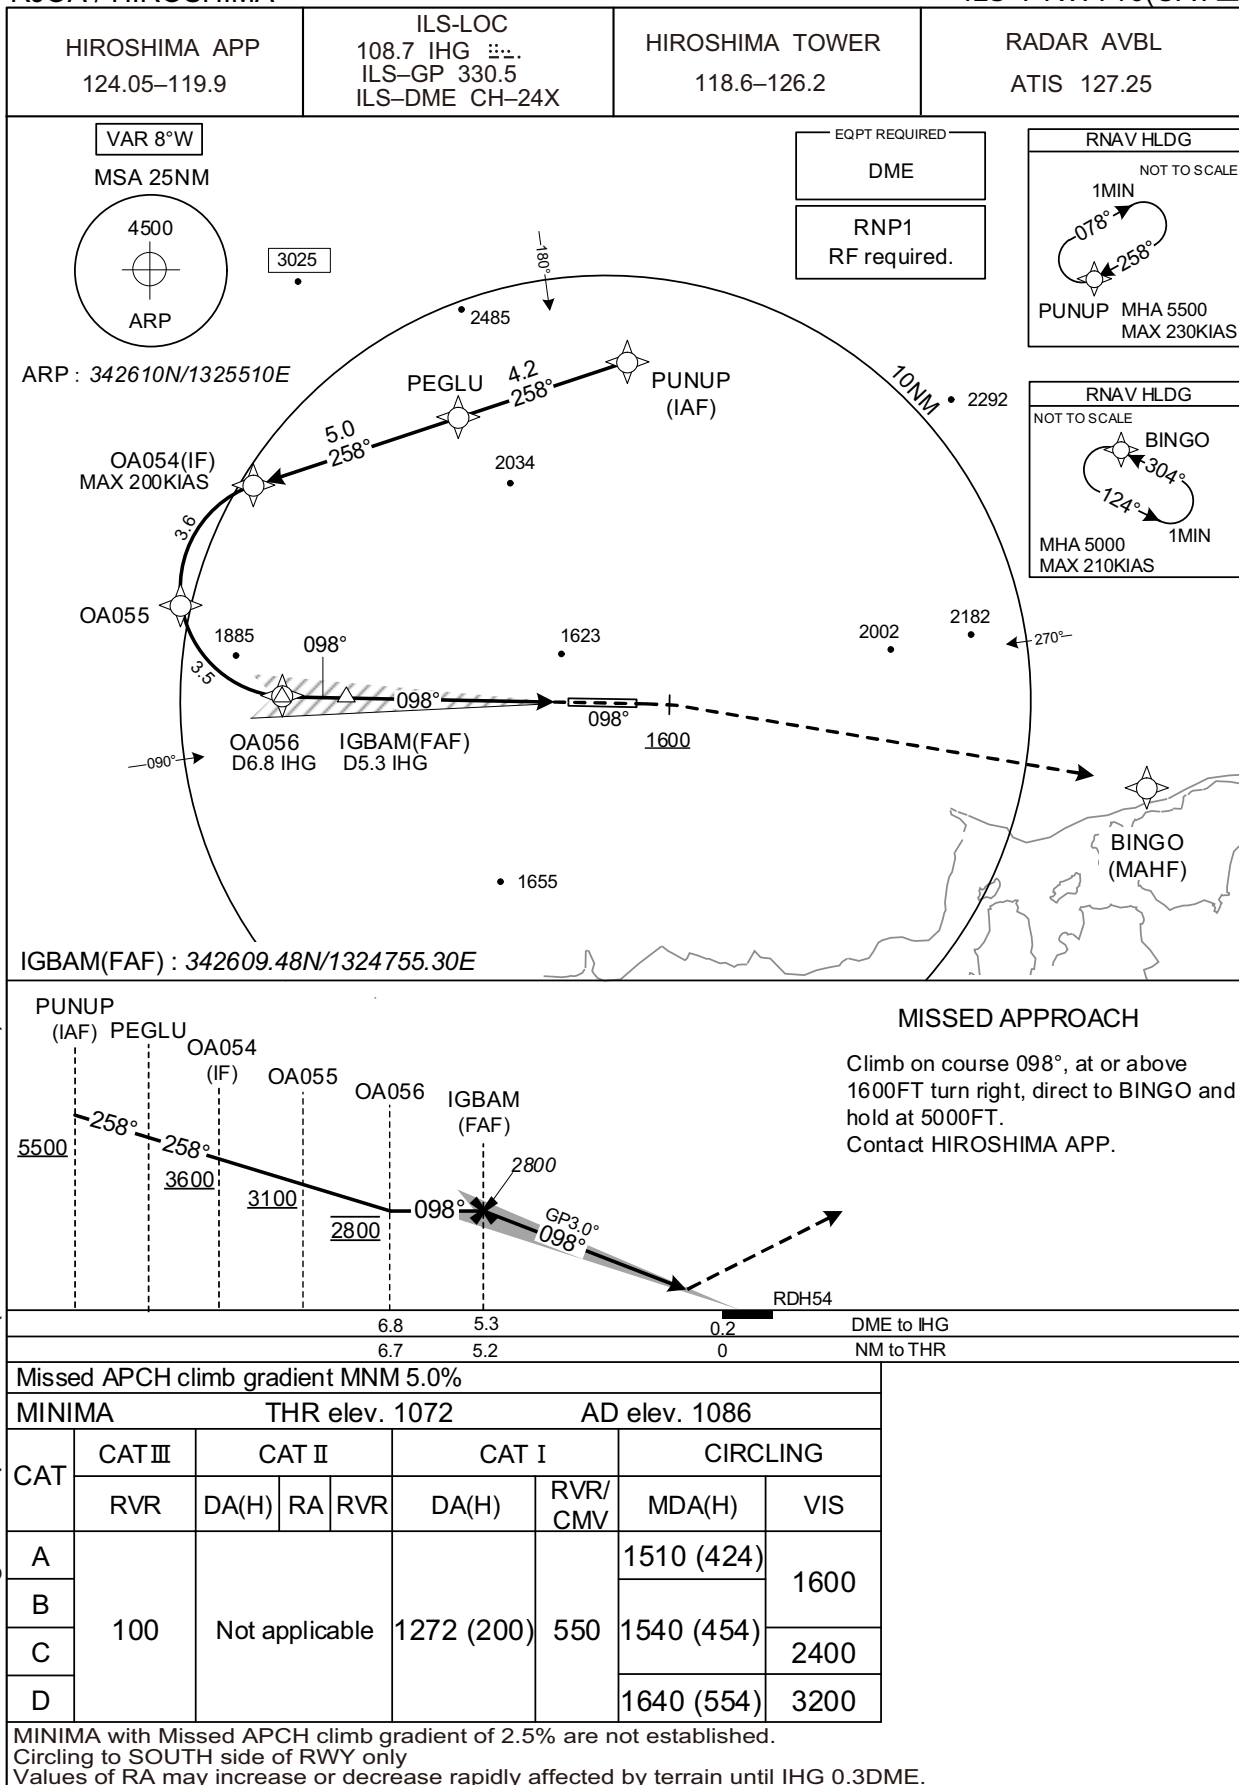 HIROSHIMA APP
124.05–119.9
ILS-LOC
108.7 IHG
ILS–GP 330.5
ILS–DME CH–24X
HIROSHIMA TOWER
118.6–126.2
RADAR AVBL
ATIS 127.25
VAR 8°W
MSA 25NM
4500
ARP
ARP : 342610N/1325510E
3025
2485
180°
EQPT REQUIRED
DME
RNP1
RF required.
RNAV HLDG
NOT TO SCALE
1MIN
078°
258°
PUNUP
MHA 5500
MAX 230KIAS
RNAV HLDG
NOT TO SCALE
BINGO
304°
124°
1MIN
MHA 5000
MAX 210KIAS
PEGLU
4.2
258°
PUNUP
(IAF)
10NM
2292
5.0
258°
OA054(IF)
MAX 200KIAS
2034
3.6
OA055
1885
098°
1623
2002
2182
270°
3.5
098°
098°
1600
OA056
D6.8 IHG
IGBAM(FAF)
D5.3 IHG
090°
BINGO
(MAHF)
1655
IGBAM(FAF) : 342609.48N/1324755.30E
PUNUP
(IAF)
PEGLU
OA054
(IF)
OA055
OA056
IGBAM
(FAF)
5500
258°
258°
3600
3100
2800
098°
2800
GP3.0°
098°
RDH54
MISSED APPROACH
Climb on course 098°, at or above
1600FT turn right, direct to BINGO and
hold at 5000FT.
Contact HIROSHIMA APP.
6.8 5.3 0.2 DME to IHG
6.7 5.2 0 NM to THR
Missed APCH climb gradient MNM 5.0%
MINIMA THR elev. 1072 AD elev. 1086
CAT CAT Ⅲ CAT Ⅱ CAT Ⅰ CIRCLING
RVR DA(H) RA RVR DA(H) RVR/CMV MDA(H) VIS
A 1510 (424) 1600
B
100 Not applicable 1272 (200) 550 1540 (454)
C 2400
D 1640 (554) 3200
MINIMA with Missed APCH climb gradient of 2.5% are not established.
Circling to SOUTH side of RWY only
Values of RA may increase or decrease rapidly affected by terrain until IHG 0.3DME.